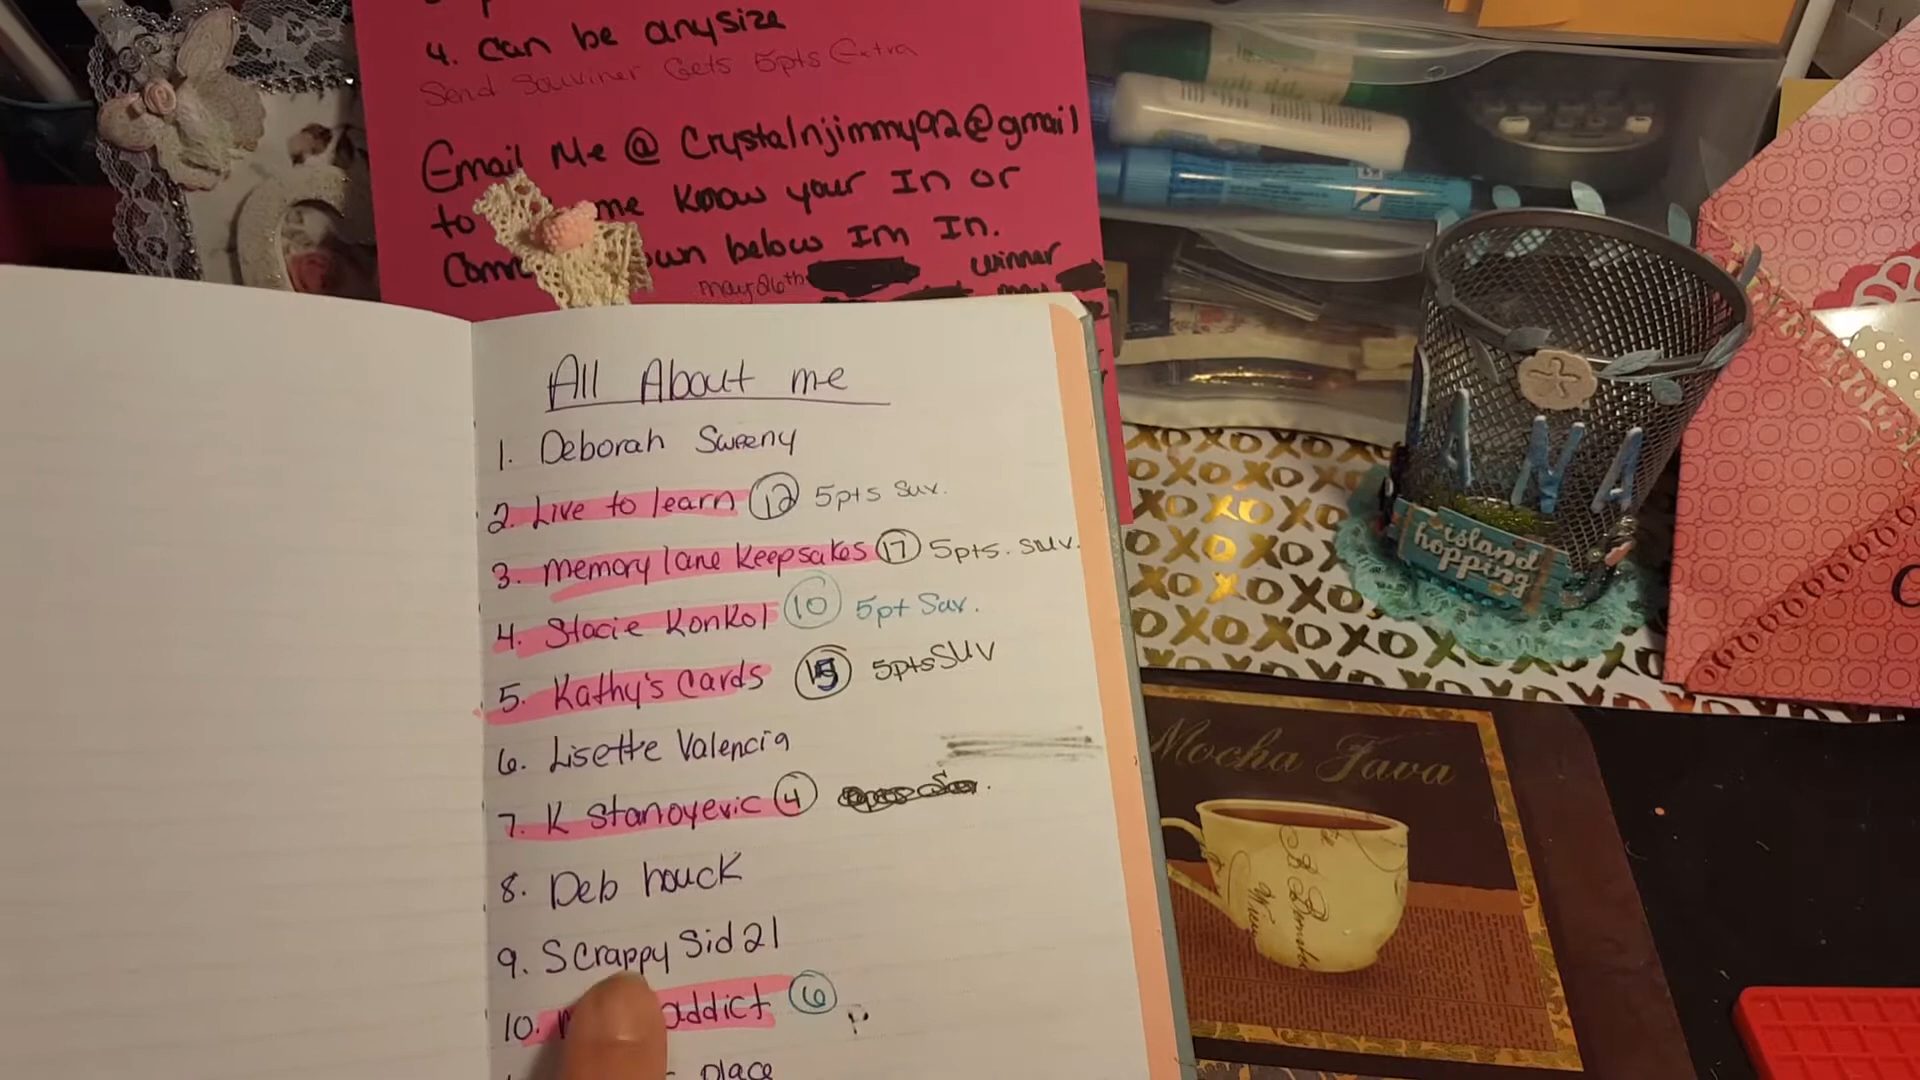 4. Can be anysize
Send Souviner Gets 5pts Extra
Email Me @ Crystalnjimmy92@gmail
to me know your In or
own below Im In.
May 26th winner
All About me
1. Deborah Sweeny
2. Live to learn 12 5pts Suv.
3. Memory lane Keepsakes 17 5pts. suv.
4. Stacie Konkol 10 5pt Suv.
5. Kathy's Cards 15 5pts SUV
6. Lisette Valencia
7. K Stanoyevic 4
8. Deb houck
9. Scrappy Sid 21
10. addict 6
place
ANA
island
hopping
XOXOXOXO
Mocha Java